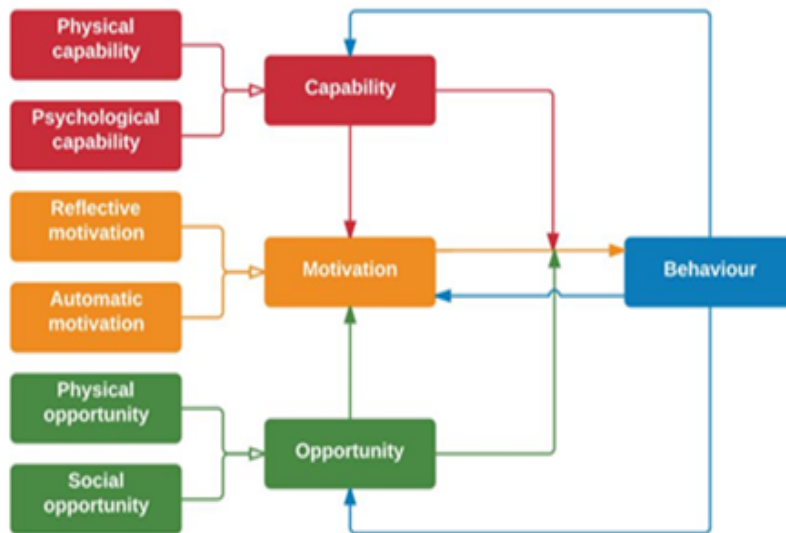 Physical
capability
Psychological
capability
Reflective
motivation
Automatic
motivation
Physical
opportunity
Social
opportunity
Capability
Motivation
Opportunity
Behaviour